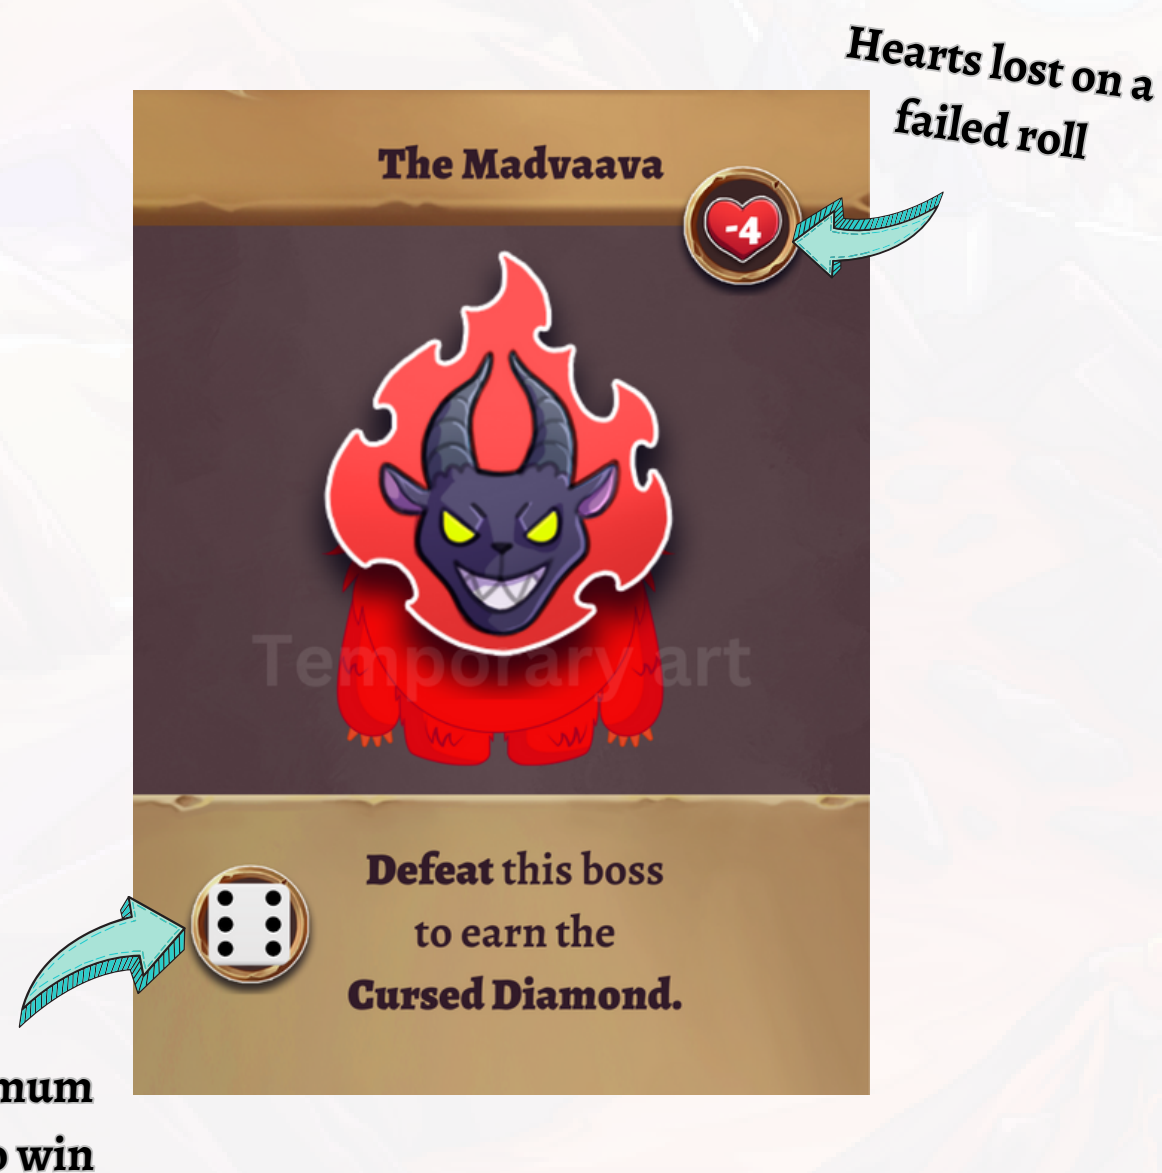 Hearts lost on a
failed roll
The Madvaava
-4
Temporary art
Defeat this boss
to earn the
Cursed Diamond.
win